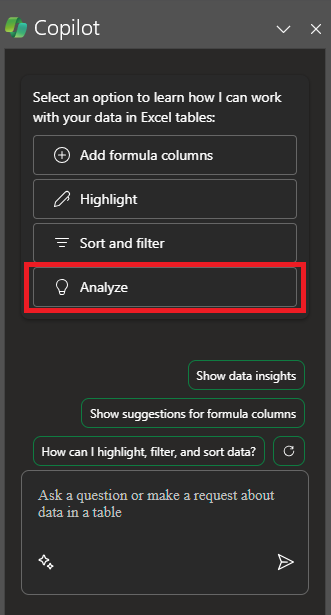 Copilot
Select an option to learn how I can work
with your data in Excel tables:
Add formula columns
Highlight
Sort and filter
Analyze
Show data insights
Show suggestions for formula columns
How can I highlight, filter, and sort data?
Ask a question or make a request about
data in a table